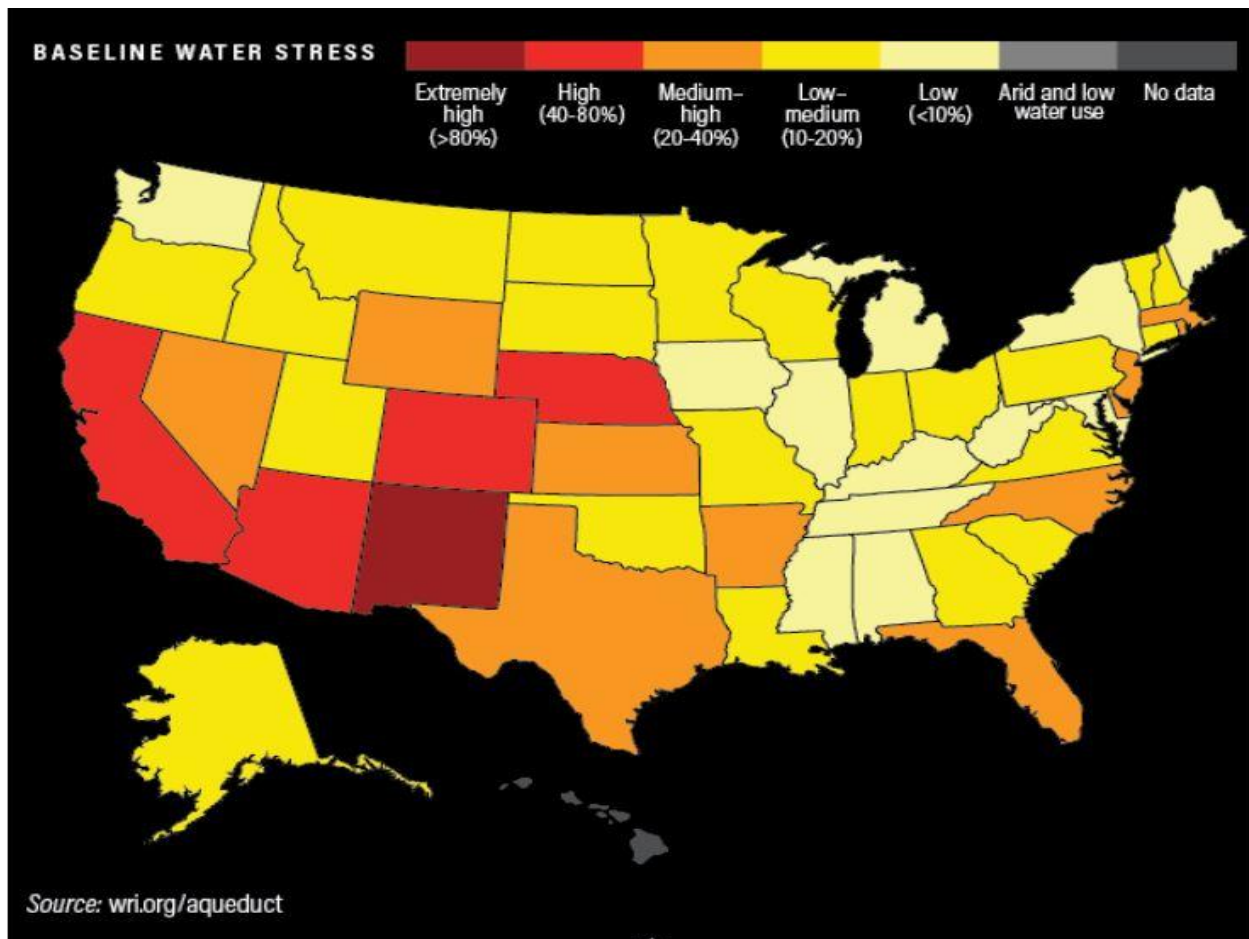 BASELINE WATER STRESS
Extremely
high
(>80%)
High
(40-80%)
Medium–
high
(20-40%)
Low–
medium
(10-20%)
Low
(<10%)
Arid and low
water use
No data
Source: wri.org/aqueduct